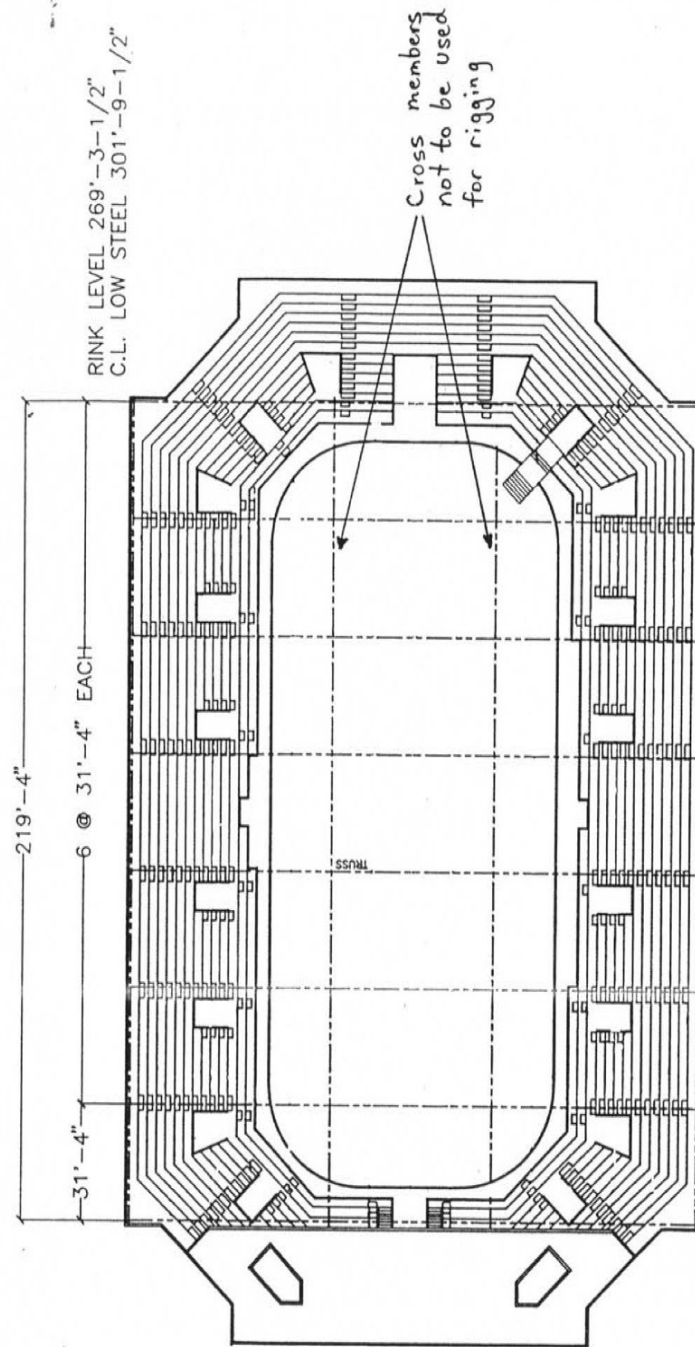 RINK LEVEL 269'-3-1/2"
C.L. LOW STEEL 301'-9-1/2"
219'-4"
6 @ 31'-4" EACH
31'-4"
Cross members
not to be used
for rigging
TRUSS